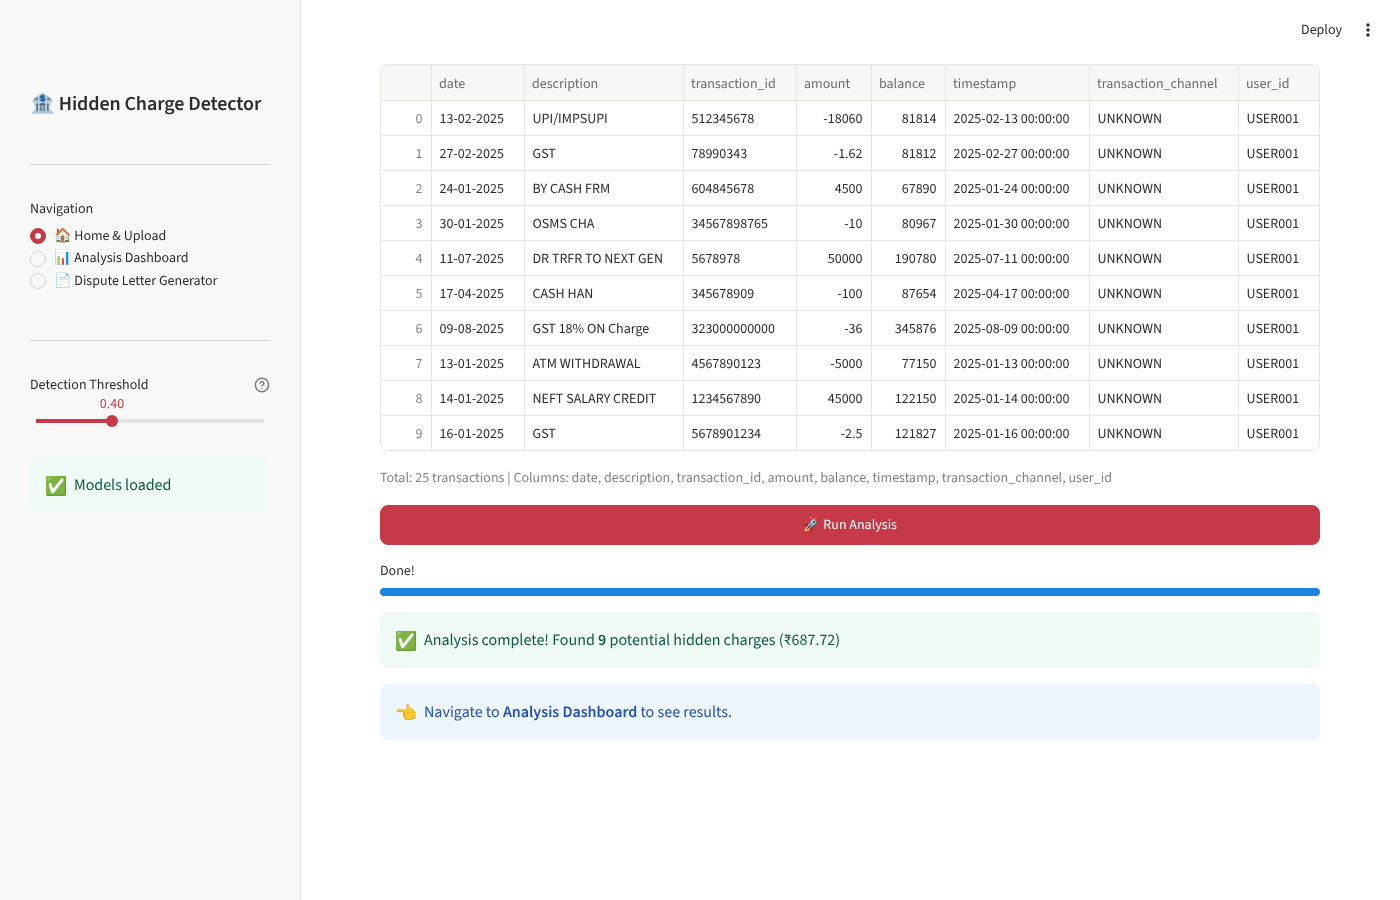 Deploy
Hidden Charge Detector
Navigation
Home & Upload
Analysis Dashboard
Dispute Letter Generator
Detection Threshold
0.40
Models loaded
date description transaction_id amount balance timestamp transaction_channel user_id
0 13-02-2025 UPI/IMPSUPI 512345678 -18060 81814 2025-02-13 00:00:00 UNKNOWN USER001
1 27-02-2025 GST 78990343 -1.62 81812 2025-02-27 00:00:00 UNKNOWN USER001
2 24-01-2025 BY CASH FRM 604845678 4500 67890 2025-01-24 00:00:00 UNKNOWN USER001
3 30-01-2025 OSMS CHA 34567898765 -10 80967 2025-01-30 00:00:00 UNKNOWN USER001
4 11-07-2025 DR TRFR TO NEXT GEN 5678978 50000 190780 2025-07-11 00:00:00 UNKNOWN USER001
5 17-04-2025 CASH HAN 345678909 -100 87654 2025-04-17 00:00:00 UNKNOWN USER001
6 09-08-2025 GST 18% ON Charge 323000000000 -36 345876 2025-08-09 00:00:00 UNKNOWN USER001
7 13-01-2025 ATM WITHDRAWAL 4567890123 -5000 77150 2025-01-13 00:00:00 UNKNOWN USER001
8 14-01-2025 NEFT SALARY CREDIT 1234567890 45000 122150 2025-01-14 00:00:00 UNKNOWN USER001
9 16-01-2025 GST 5678901234 -2.5 121827 2025-01-16 00:00:00 UNKNOWN USER001
Total: 25 transactions | Columns: date, description, transaction_id, amount, balance, timestamp, transaction_channel, user_id
Run Analysis
Done!
Analysis complete! Found 9 potential hidden charges (₹687.72)
Navigate to Analysis Dashboard to see results.